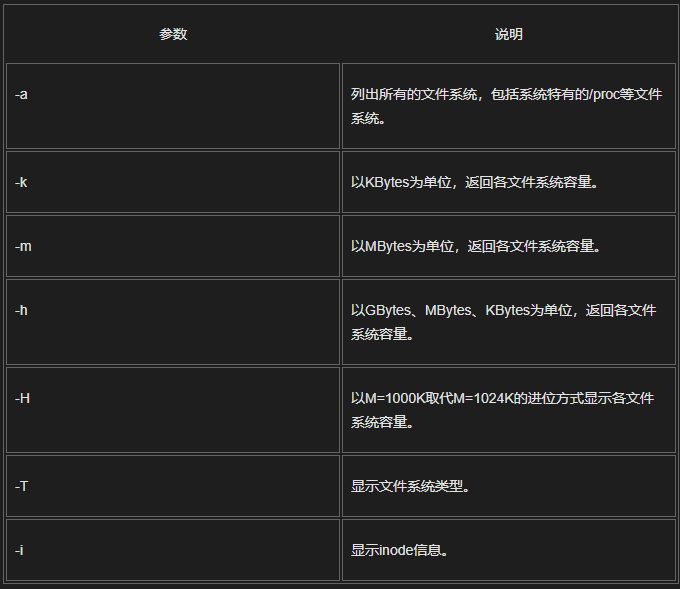 参数
说明
-a
列出所有的文件系统，包括系统特有的/proc等文件
系统。
-k
以KBytes为单位，返回各文件系统容量。
-m
以MBytes为单位，返回各文件系统容量。
-h
以GBytes、MBytes、KBytes为单位，返回各文件
系统容量。
-H
以M=1000K取代M=1024K的进位方式显示各文件
系统容量。
-T
显示文件系统类型。
-i
显示inode信息。